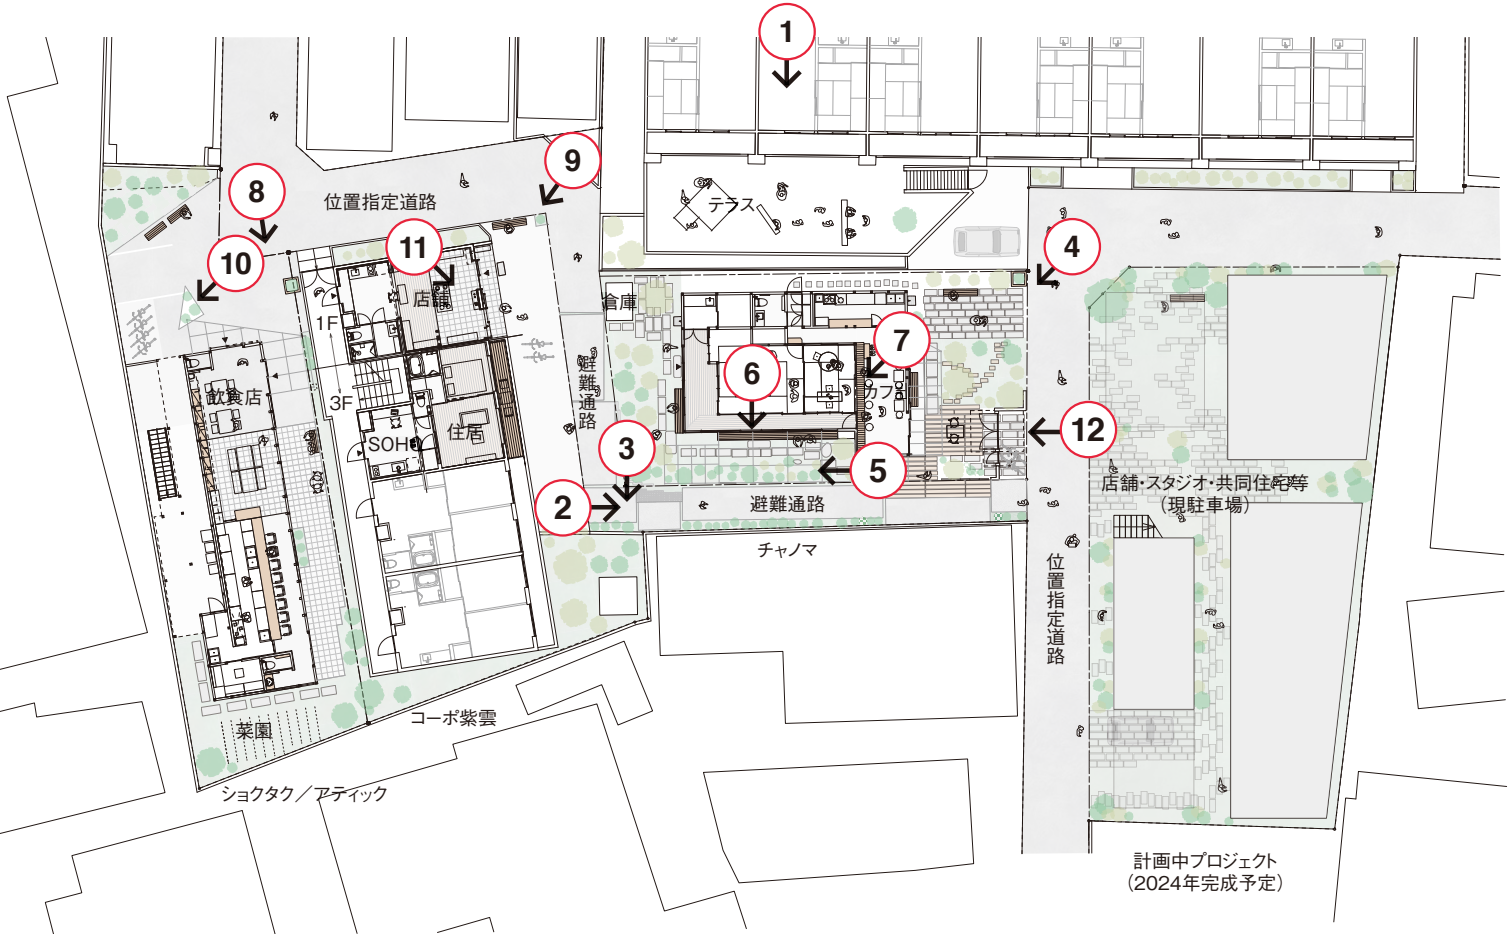 1
9
8
位置指定道路
テラス
11
4
10
店舗
倉庫
1F
7
避難通路
6
カフェ
飲食店
3F
12
SOHO
住居
3
5
店舗・スタジオ・共同住宅等
(現駐車場)
2
避難通路
チャノマ
位置指定道路
コーポ紫雲
菜園
ショクタク／アティック
計画中プロジェクト
(2024年完成予定)